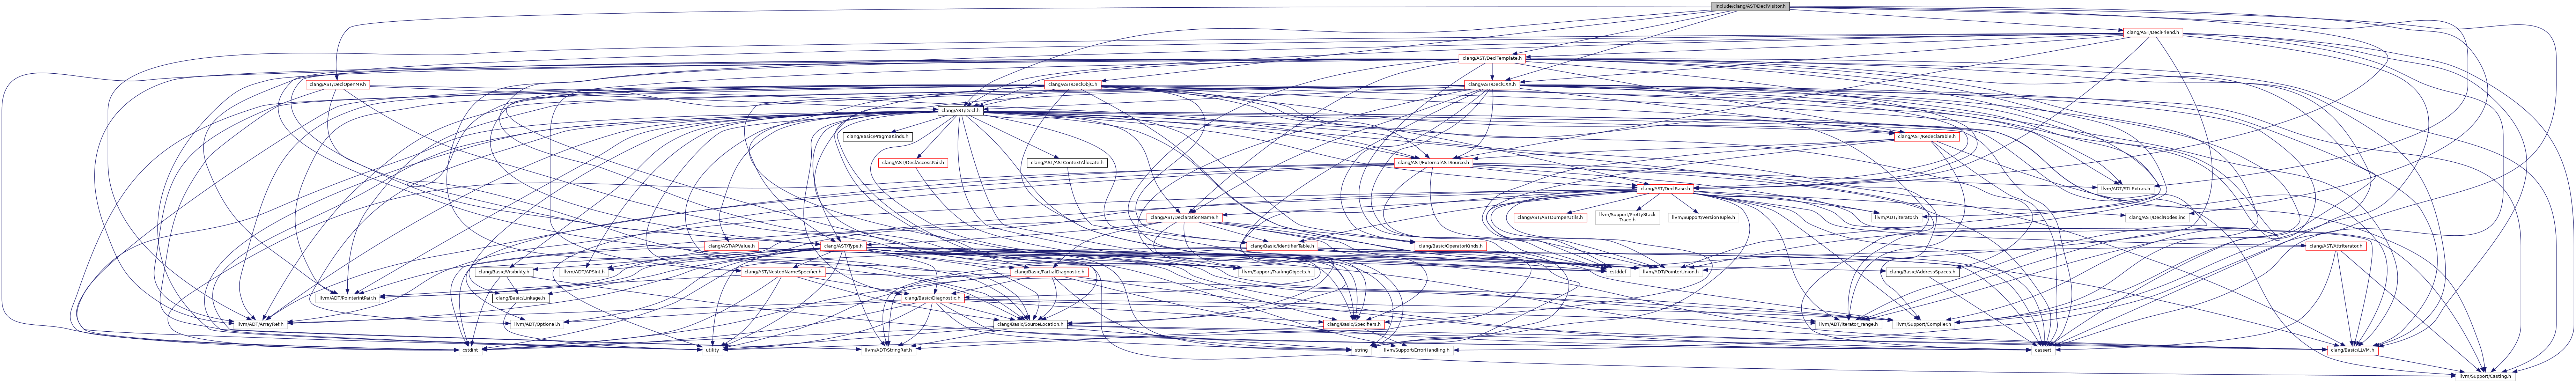 include/clang/AST/DeclVisitor.h
clang/AST/DeclFriend.h
clang/AST/DeclTemplate.h
clang/AST/DeclOpenMP.h
clang/AST/DeclObjC.h
clang/AST/DeclCXX.h
clang/AST/Decl.h
clang/Basic/PragmaKinds.h
clang/AST/Redeclarable.h
clang/AST/DeclAccessPair.h
clang/AST/ASTContextAllocate.h
clang/AST/ExternalASTSource.h
clang/AST/DeclBase.h
llvm/ADT/STLExtras.h
clang/AST/DeclarationName.h
clang/AST/ASTDumperUtils.h
llvm/Support/PrettyStack
Trace.h
llvm/Support/VersionTuple.h
llvm/ADT/iterator.h
clang/AST/DeclNodes.inc
clang/AST/APValue.h
clang/AST/Type.h
clang/Basic/IdentifierTable.h
clang/Basic/OperatorKinds.h
clang/AST/AttrIterator.h
clang/Basic/Visibility.h
llvm/ADT/APSInt.h
clang/AST/NestedNameSpecifier.h
clang/Basic/PartialDiagnostic.h
llvm/Support/TrailingObjects.h
cstddef
llvm/ADT/PointerUnion.h
clang/Basic/AddressSpaces.h
llvm/ADT/PointerIntPair.h
clang/Basic/Linkage.h
clang/Basic/Diagnostic.h
llvm/ADT/ArrayRef.h
llvm/ADT/Optional.h
clang/Basic/SourceLocation.h
clang/Basic/Specifiers.h
llvm/ADT/iterator_range.h
llvm/Support/Compiler.h
cstdint
utility
llvm/ADT/StringRef.h
string
llvm/Support/ErrorHandling.h
cassert
clang/Basic/LLVM.h
llvm/Support/Casting.h